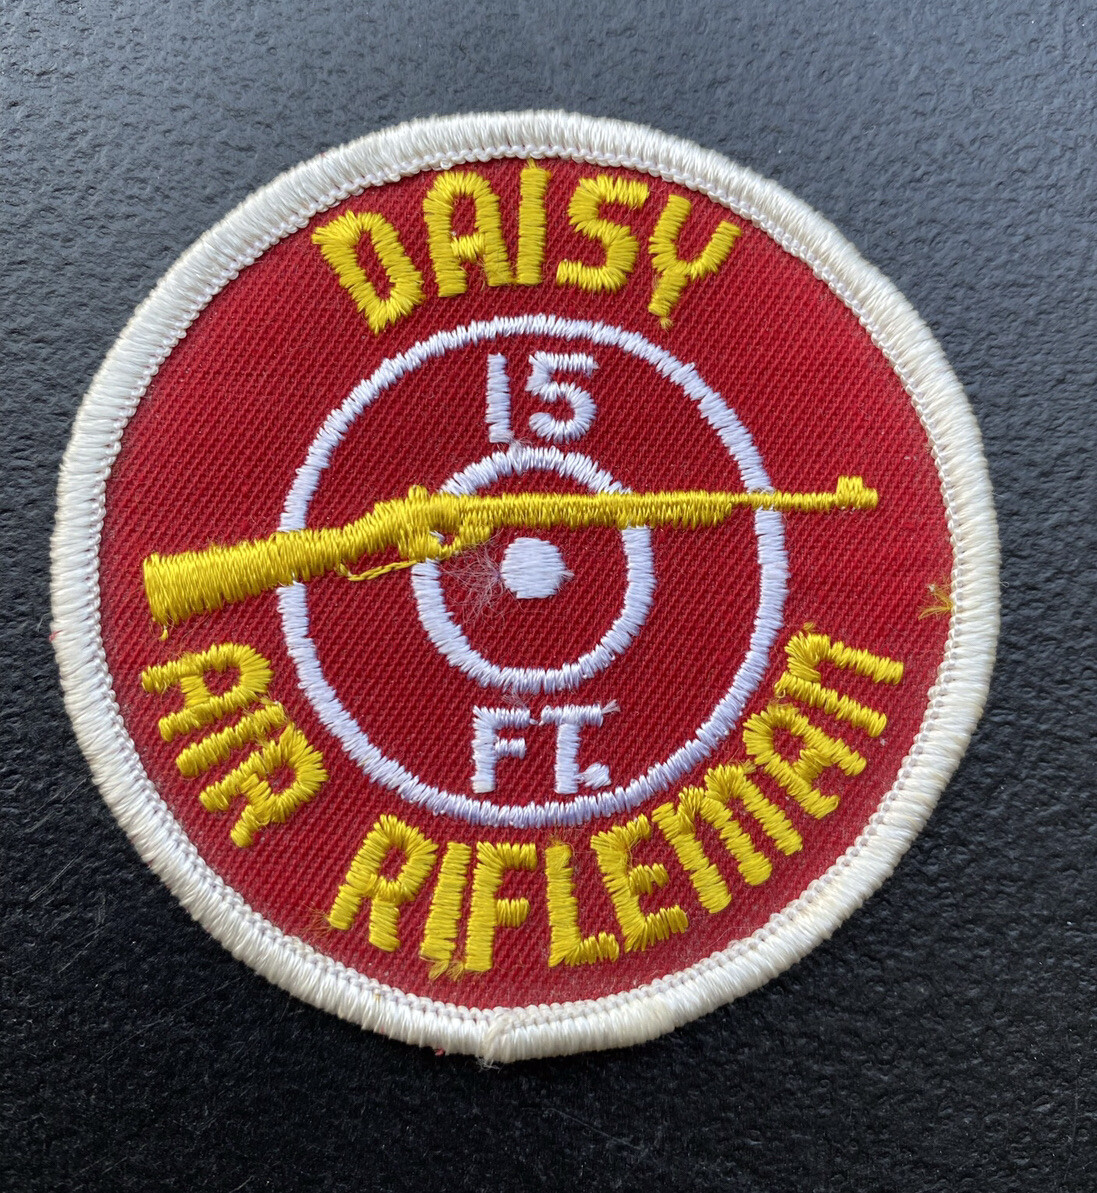 DAISY
15
FT.
AIR RIFLEMAN